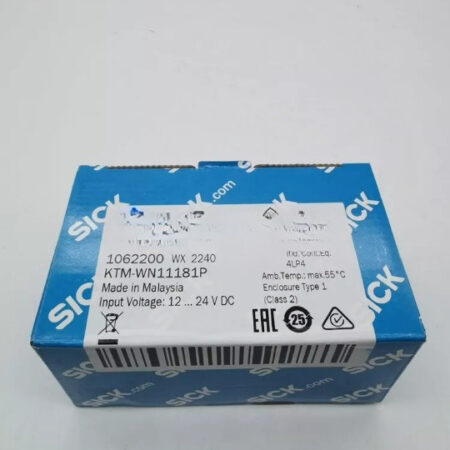 SICK
SICK
.com
SICK
1062200 WX 2240
KTM-WN11181P
Made in Malaysia
Input Voltage: 12 ... 24 V DC
Ind.Cont.Eq.
4LP4
Amb.Temp.: max.55°C
Enclosure Type 1
(Class 2)
EAC
25
SICK
SICK
.com
SICK